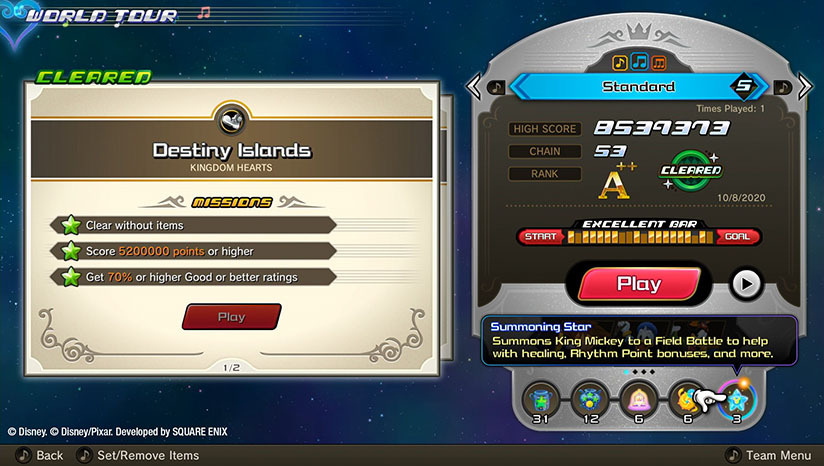 WORLD TOUR
CLEARED
Destiny Islands
KINGDOM HEARTS
MISSIONS
Clear without items
Score 5200000 points or higher
Get 70% or higher Good or better ratings
Play
1/2
Standard
5
Times Played: 1
HIGH SCORE 8539373
CHAIN 53
RANK A++
CLEARED
10/8/2020
EXCELLENT BAR
START GOAL
Play
Summoning Star
Summons King Mickey to a Field Battle to help
with healing, Rhythm Point bonuses, and more.
31 12 6 6 3
© Disney. © Disney/Pixar. Developed by SQUARE ENIX
Back Set/Remove Items Team Menu